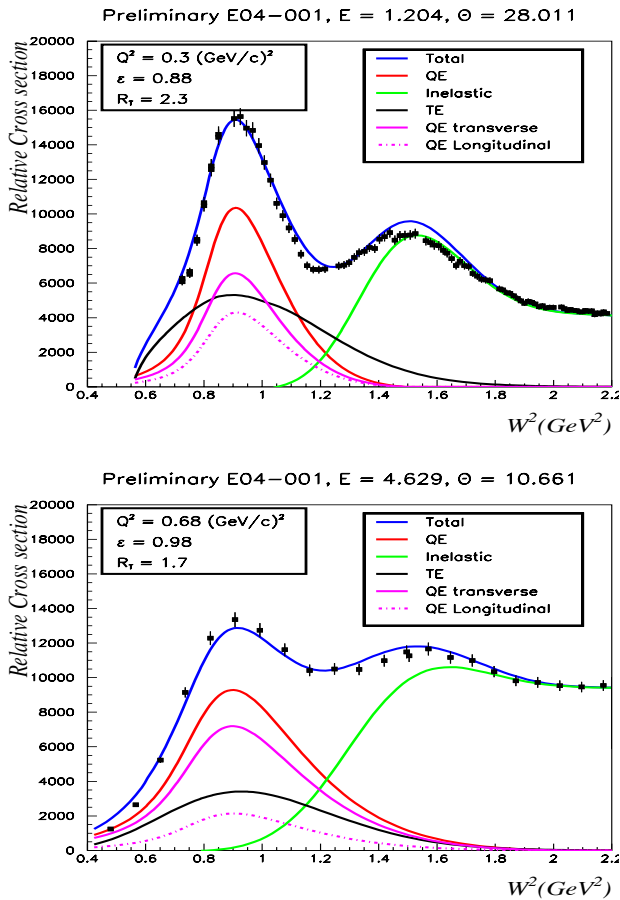 Preliminary E04-001, E = 1.204, Θ = 28.011
Relative Cross section
20000
18000
16000
14000
12000
10000
8000
6000
4000
2000
0
Q² = 0.3 (GeV/c)²
ε = 0.88
R_T = 2.3
Total
QE
Inelastic
TE
QE transverse
QE Longitudinal
0.4 0.6 0.8 1 1.2 1.4 1.6 1.8 2 2.2
W²(GeV²)
Preliminary E04-001, E = 4.629, Θ = 10.661
Relative Cross section
20000
18000
16000
14000
12000
10000
8000
6000
4000
2000
0
Q² = 0.68 (GeV/c)²
ε = 0.98
R_T = 1.7
Total
QE
Inelastic
TE
QE transverse
QE Longitudinal
0.4 0.6 0.8 1 1.2 1.4 1.6 1.8 2 2.2
W²(GeV²)